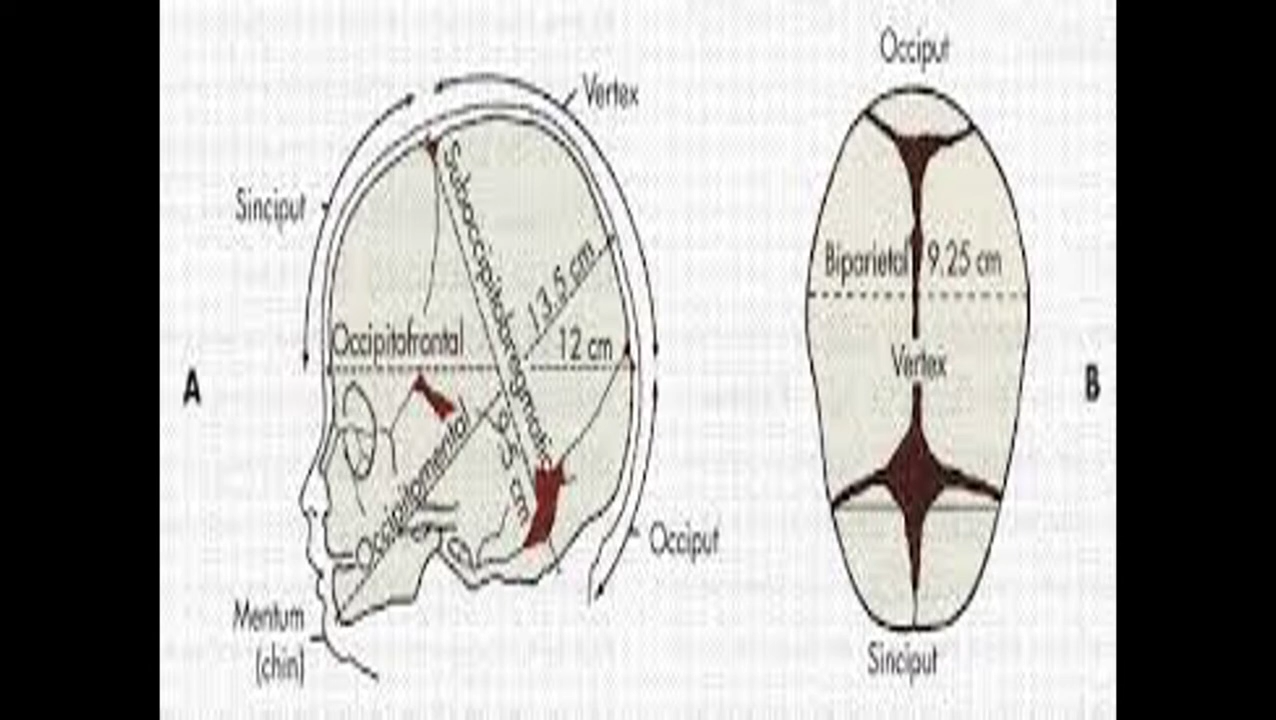 Vertex
Sinciput
Suboccipitobregmatic
13.5 cm
Occipitofrontal
12 cm
A
9.5 cm
Occipitomental
Occiput
Mentum
(chin)
Occiput
Biparietal 9.25 cm
Vertex
B
Sinciput